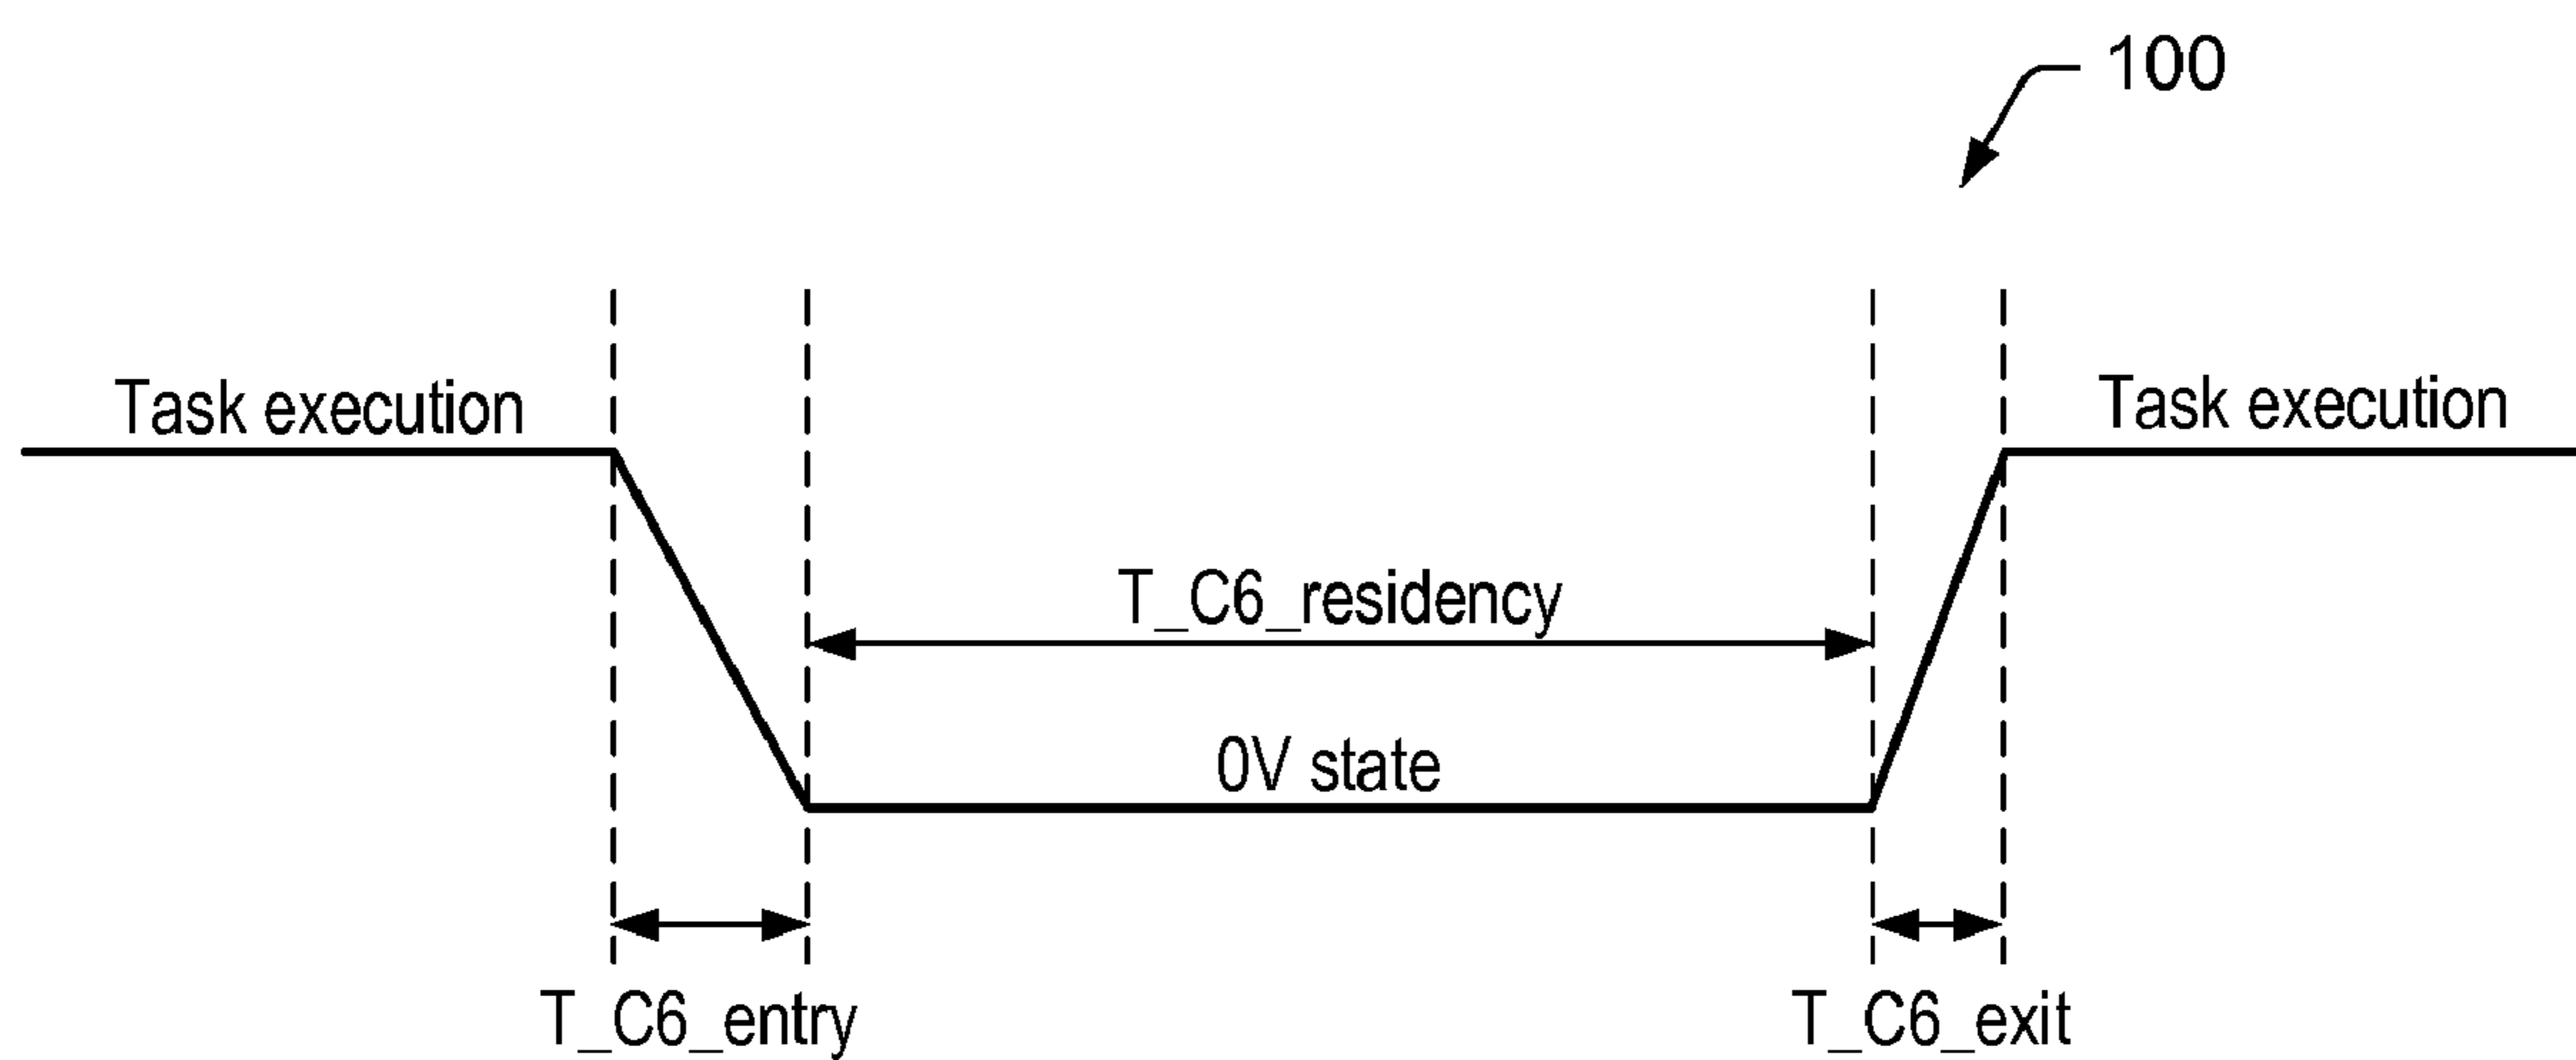 100
Task execution
Task execution
T_C6_residency
0V state
T_C6_entry
T_C6_exit